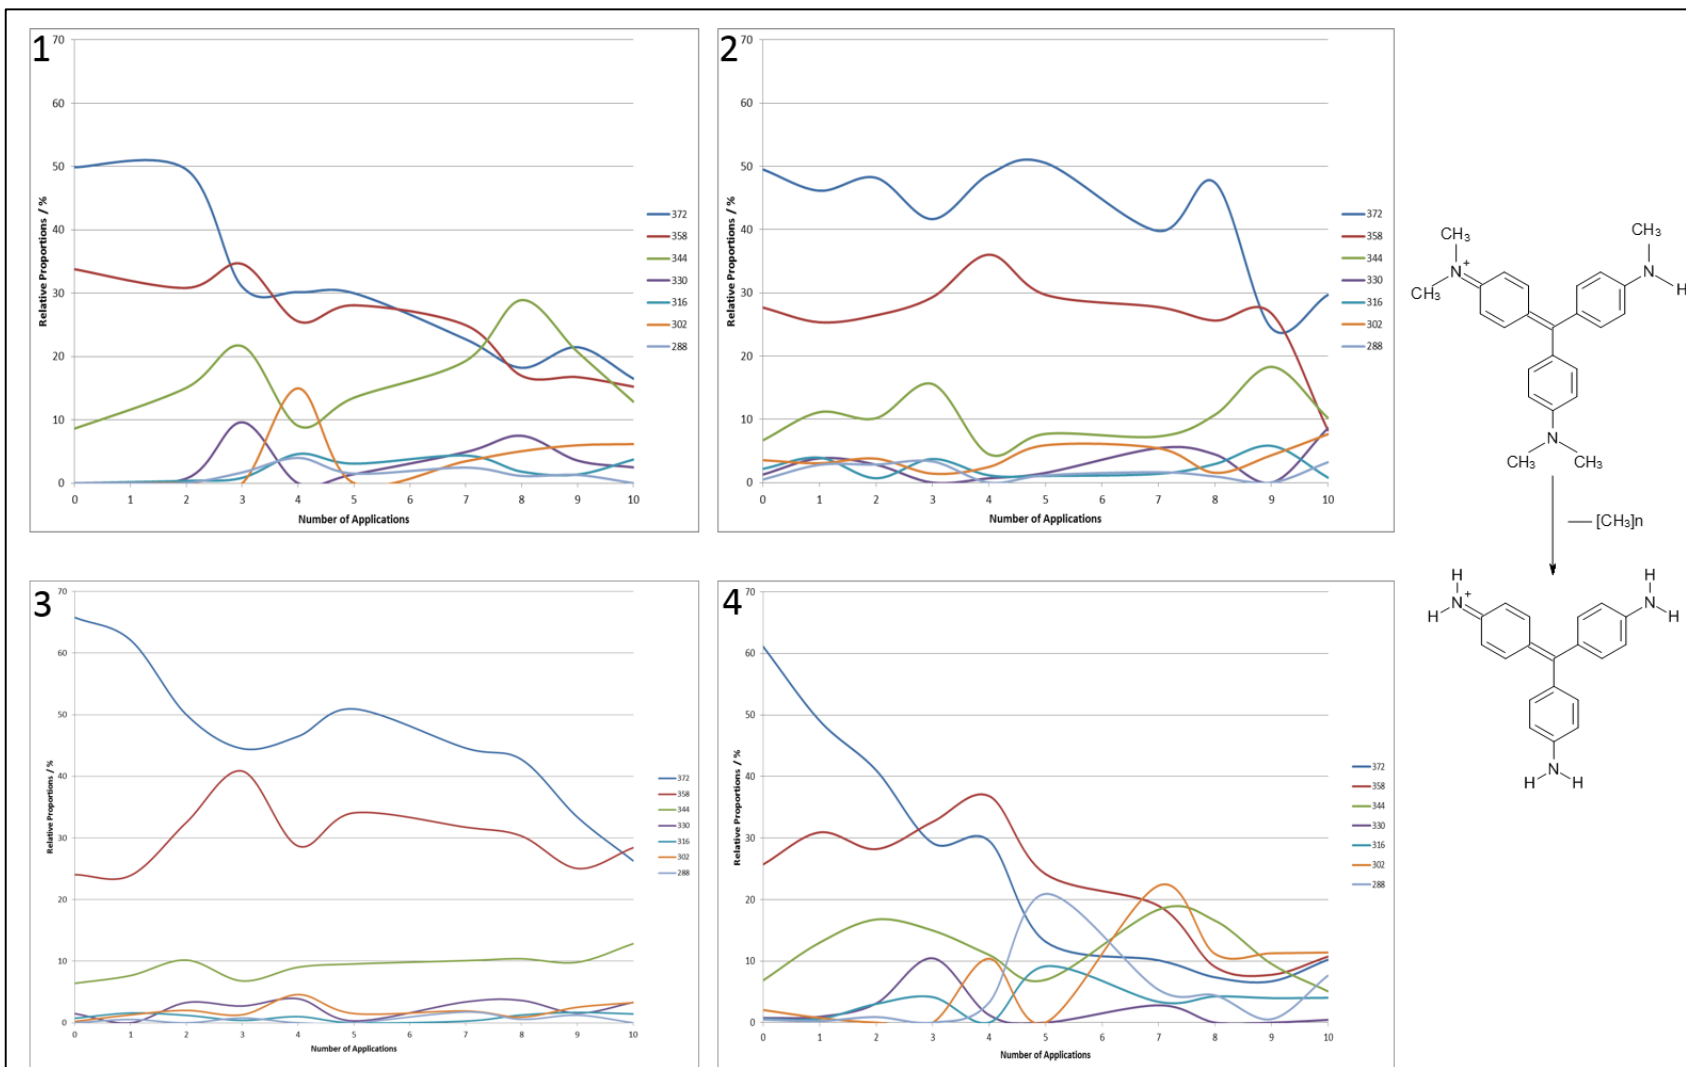 1
70
60
50
40
30
20
10
0
0 1 2 3 4 5 6 7 8 9 10
Relative Proportions / %
Number of Applications
372
358
344
330
316
302
288
2
70
60
50
40
30
20
10
0
0 1 2 3 4 5 6 7 8 9 10
Relative Proportions / %
Number of Applications
372
358
344
330
316
302
288
3
70
60
50
40
30
20
10
0
0 1 2 3 4 5 6 7 8 9 10
Relative Proportions / %
Number of Applications
372
358
344
330
316
302
288
4
70
60
50
40
30
20
10
0
0 1 2 3 4 5 6 7 8 9 10
Relative Proportions / %
Number of Applications
372
358
344
330
316
302
288
CH₃ CH₃
N⁺ N
CH₃ H
N
CH₃ CH₃
— [CH₃]n
H H
N⁺ N
H H
N
H H